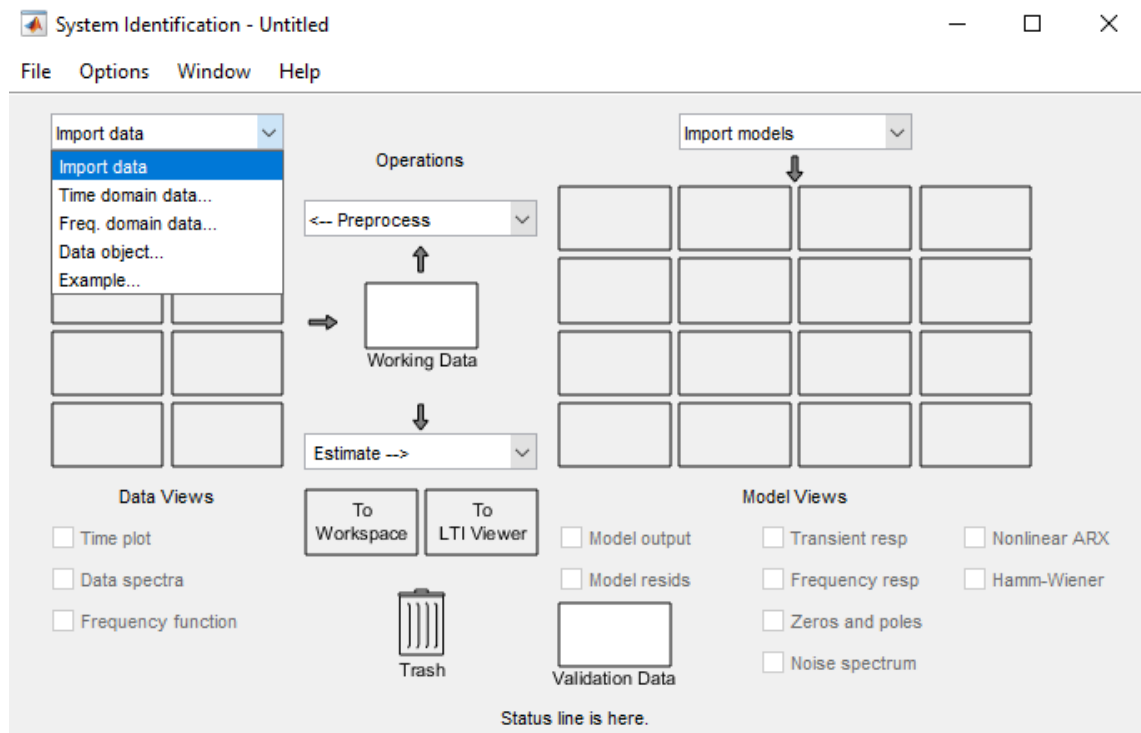 System Identification - Untitled
File Options Window Help
Import data
Import data
Time domain data...
Freq. domain data...
Data object...
Example...
Operations
<-- Preprocess
Working Data
Estimate -->
To
Workspace
To
LTI Viewer
Trash
Import models
Data Views
Time plot
Data spectra
Frequency function
Model Views
Model output
Transient resp
Nonlinear ARX
Model resids
Frequency resp
Hamm-Wiener
Zeros and poles
Noise spectrum
Validation Data
Status line is here.